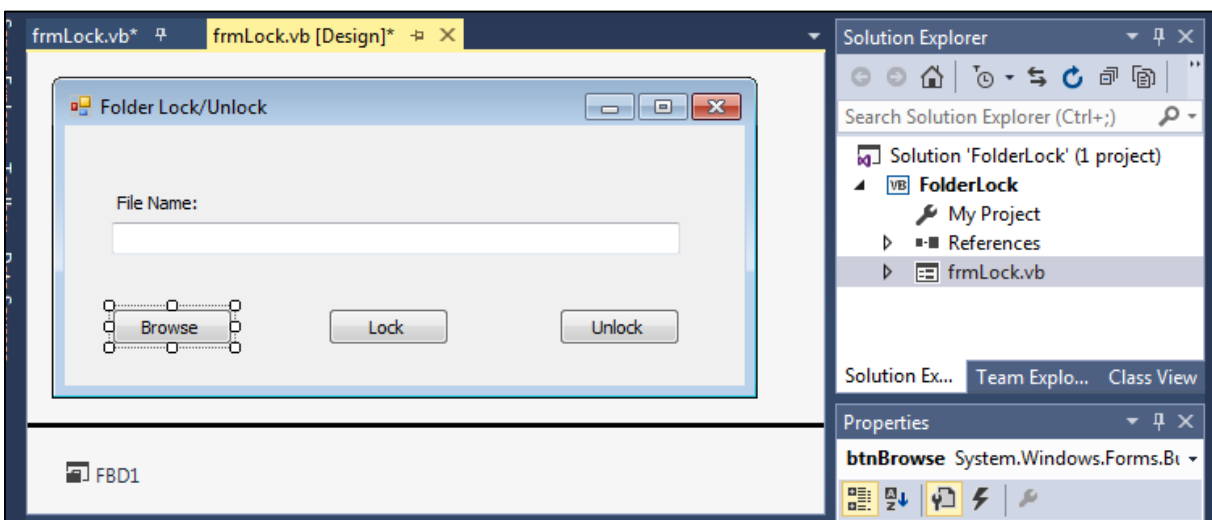 frmLock.vb*
frmLock.vb [Design]*
Folder Lock/Unlock
File Name:
Browse
Lock
Unlock
FBD1
Solution Explorer
Search Solution Explorer (Ctrl+;)
Solution 'FolderLock' (1 project)
VB FolderLock
My Project
References
frmLock.vb
Solution Ex... Team Explo... Class View
Properties
btnBrowse System.Windows.Forms.Bu